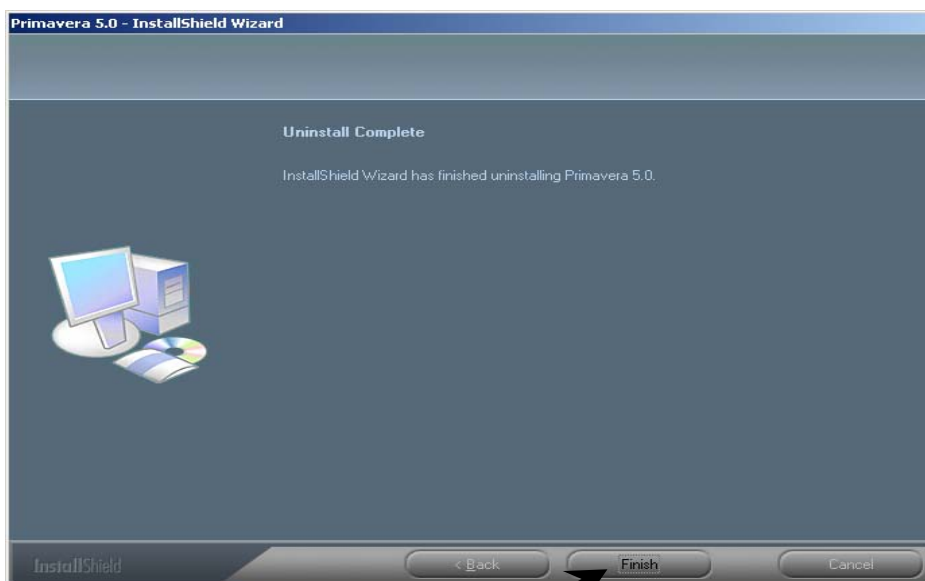 Primavera 5.0 - InstallShield Wizard
Uninstall Complete
InstallShield Wizard has finished uninstalling Primavera 5.0.
InstallShield
< Back
Finish
Cancel